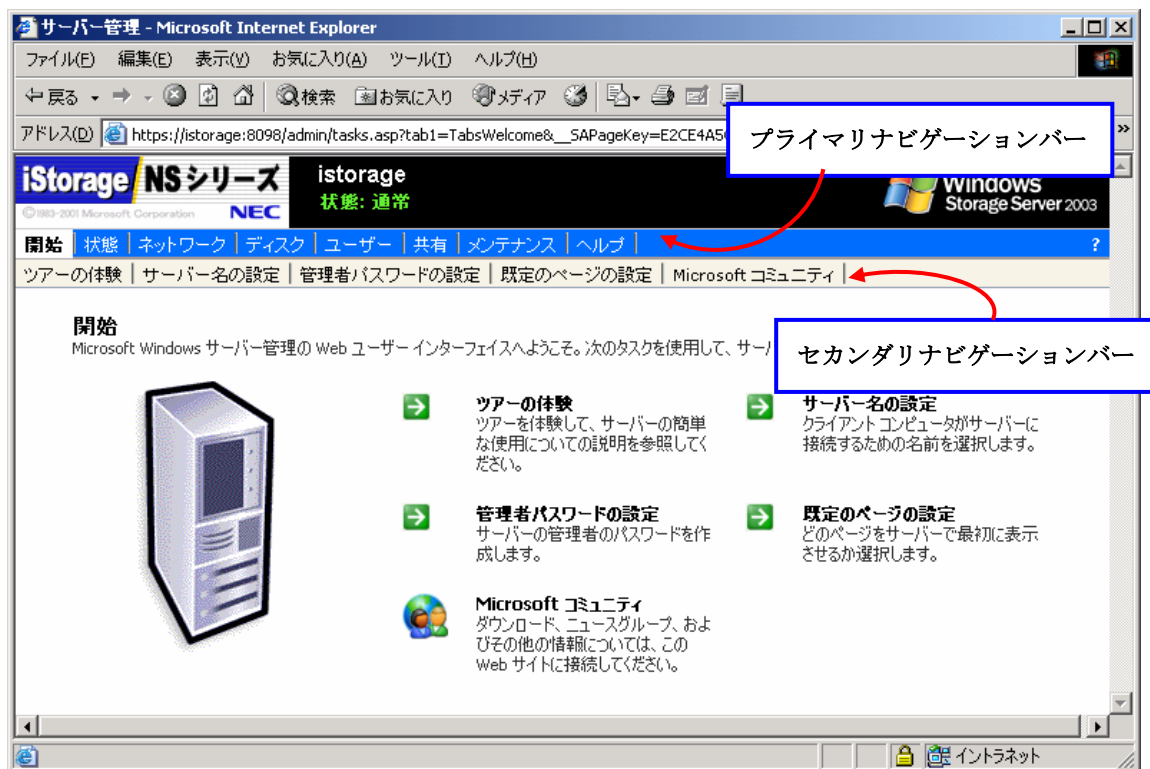 サーバー管理 - Microsoft Internet Explorer
ファイル(F) 編集(E) 表示(V) お気に入り(A) ツール(T) ヘルプ(H)
戻る 検索 お気に入り メディア
アドレス(D) https://istorage:8098/admin/tasks.asp?tab1=TabsWelcome&__SAPageKey=E2CE4A5
プライマリナビゲーションバー
iStorage NSシリーズ
©1983-2001 Microsoft Corporation NEC
istorage
状態: 通常
Windows
Storage Server 2003
開始 状態 ネットワーク ディスク ユーザー 共有 メンテナンス ヘルプ ?
ツアーの体験 サーバー名の設定 管理者パスワードの設定 既定のページの設定 Microsoft コミュニティ
セカンダリナビゲーションバー
開始
Microsoft Windows サーバー管理の Web ユーザー インターフェイスへようこそ。次のタスクを使用して、サー
ツアーの体験
ツアーを体験して、サーバーの簡単
な使用についての説明を参照してく
ださい。
サーバー名の設定
クライアント コンピュータがサーバーに
接続するための名前を選択します。
管理者パスワードの設定
サーバーの管理者のパスワードを作
成します。
既定のページの設定
どのページをサーバーで最初に表示
させるか選択します。
Microsoft コミュニティ
ダウンロード、ニュースグループ、およ
びその他の情報については、この
Web サイトに接続してください。
イントラネット